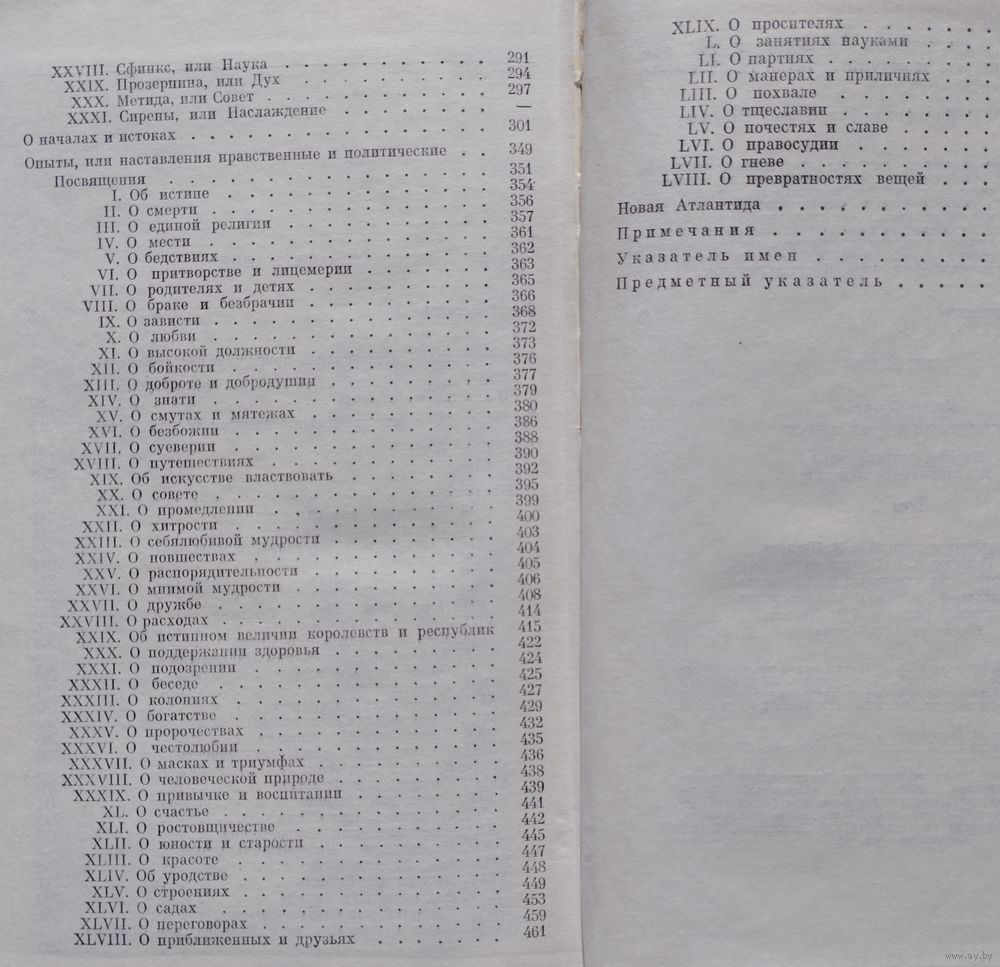 XXVIII. Сфинкс, или Наука . . . . . . . . . . 291
XXIX. Прозерпина, или Дух . . . . . . . . . . 294
XXX. Метида, или Совет . . . . . . . . . . 297
XXXI. Сирены, или Наслаждение . . . . . . . —
О началах и истоках . . . . . . . . . . . . 301
Опыты, или наставления нравственные и политические . . 349
Посвящения . . . . . . . . . . . . . . 351
I. Об истине . . . . . . . . . . . . 354
II. О смерти . . . . . . . . . . . . 356
III. О единой религии . . . . . . . . . 357
IV. О мести . . . . . . . . . . . . 361
V. О бедствиях . . . . . . . . . . . 362
VI. О притворстве и лицемерии . . . . . . 363
VII. О родителях и детях . . . . . . . . 365
VIII. О браке и безбрачии . . . . . . . . 366
IX. О зависти . . . . . . . . . . . . 368
X. О любви . . . . . . . . . . . . 372
XI. О высокой должности . . . . . . . . 373
XII. О бойкости . . . . . . . . . . . 376
XIII. О доброте и добродушии . . . . . . . 377
XIV. О знати . . . . . . . . . . . . 379
XV. О смутах и мятежах . . . . . . . . 380
XVI. О безбожии . . . . . . . . . . . 386
XVII. О суеверии . . . . . . . . . . . 388
XVIII. О путешествиях . . . . . . . . . . 390
XIX. Об искусстве властвовать . . . . . . . 392
XX. О совете . . . . . . . . . . . . 395
XXI. О промедлении . . . . . . . . . . 399
XXII. О хитрости . . . . . . . . . . . 400
XXIII. О себялюбивой мудрости . . . . . . . 403
XXIV. О новшествах . . . . . . . . . . 404
XXV. О распорядительности . . . . . . . . 405
XXVI. О мнимой мудрости . . . . . . . . . 406
XXVII. О дружбе . . . . . . . . . . . . 408
XXVIII. О расходах . . . . . . . . . . . 414
XXIX. Об истинном величии королевств и республик 415
XXX. О поддержании здоровья . . . . . . . 422
XXXI. О подозрении . . . . . . . . . . 424
XXXII. О беседе . . . . . . . . . . . . 425
XXXIII. О колониях . . . . . . . . . . . 427
XXXIV. О богатстве . . . . . . . . . . . 429
XXXV. О пророчествах . . . . . . . . . . 432
XXXVI. О честолюбии . . . . . . . . . . 435
XXXVII. О масках и триумфах . . . . . . . . 436
XXXVIII. О человеческой природе . . . . . . . 438
XXXIX. О привычке и воспитании . . . . . . 439
XL. О счастье . . . . . . . . . . . . 441
XLI. О ростовщичестве . . . . . . . . . 442
XLII. О юности и старости . . . . . . . . 445
XLIII. О красоте . . . . . . . . . . . 447
XLIV. Об уродстве . . . . . . . . . . . 448
XLV. О строениях . . . . . . . . . . . 449
XLVI. О садах . . . . . . . . . . . . 453
XLVII. О переговорах . . . . . . . . . . 459
XLVIII. О приближенных и друзьях . . . . . . 461
XLIX. О просителях . . . . . . .
L. О занятиях науками . . . .
LI. О партиях . . . . . . . .
LII. О манерах и приличиях . . .
LIII. О похвале . . . . . . . .
LIV. О тщеславии . . . . . . .
LV. О почестях и славе . . . . .
LVI. О правосудии . . . . . . .
LVII. О гневе . . . . . . . . .
LVIII. О превратностях вещей . . .
Новая Атлантида . . . . . . . . . . .
Примечания . . . . . . . . . . .
Указатель имен . . . . . . . . .
Предметный указатель . . . . .
www.ay.by